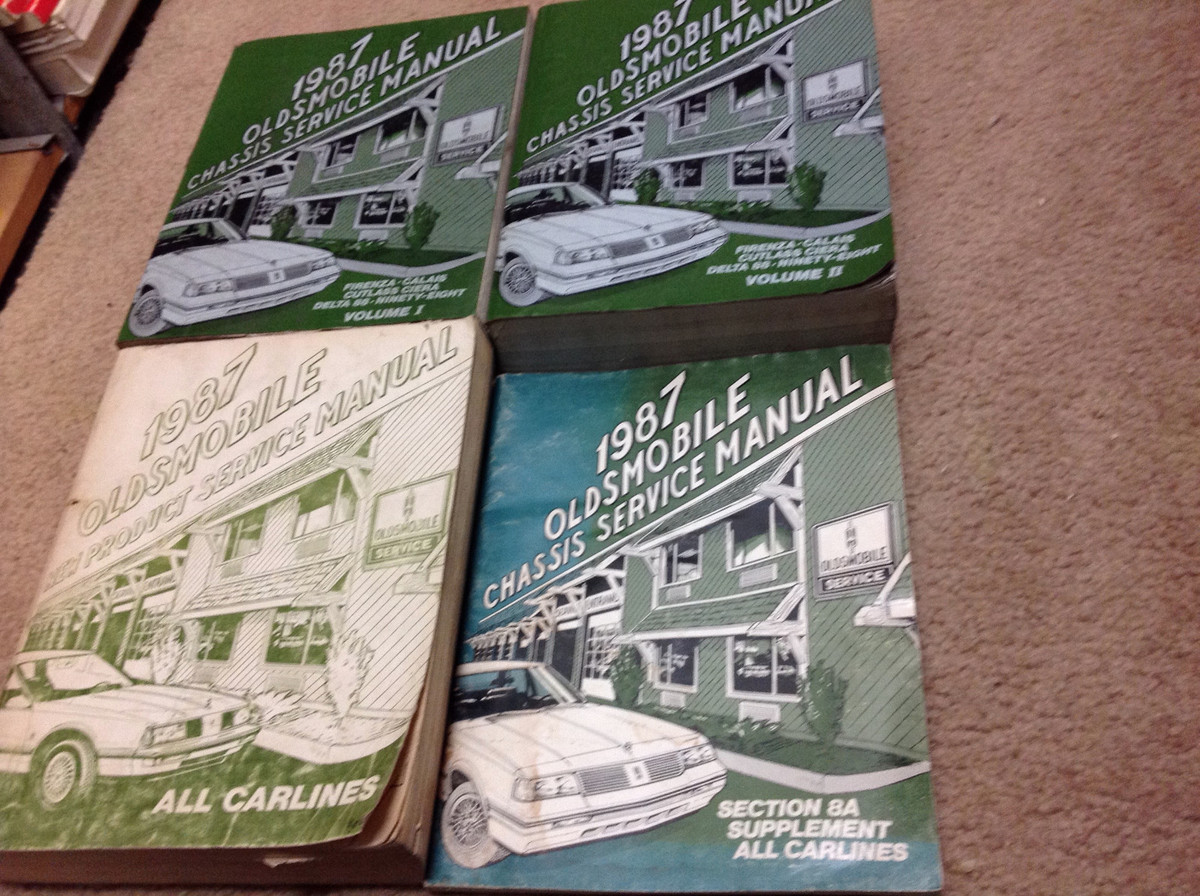 1987
OLDSMOBILE
CHASSIS SERVICE MANUAL
OLDSMOBILE
SERVICE
FIRENZA·CALAIS
CUTLASS CIERA
DELTA 88·NINETY-EIGHT
VOLUME I
1987
OLDSMOBILE
CHASSIS SERVICE MANUAL
OLDSMOBILE
SERVICE
FIRENZA·CALAIS
CUTLASS CIERA
DELTA 88·NINETY-EIGHT
VOLUME II
1987
OLDSMOBILE
PRODUCT SERVICE MANUAL
OLDSMOBILE
SERVICE
ALL CARLINES
1987
OLDSMOBILE
CHASSIS SERVICE MANUAL
OLDSMOBILE
SERVICE
SECTION 8A
SUPPLEMENT
ALL CARLINES